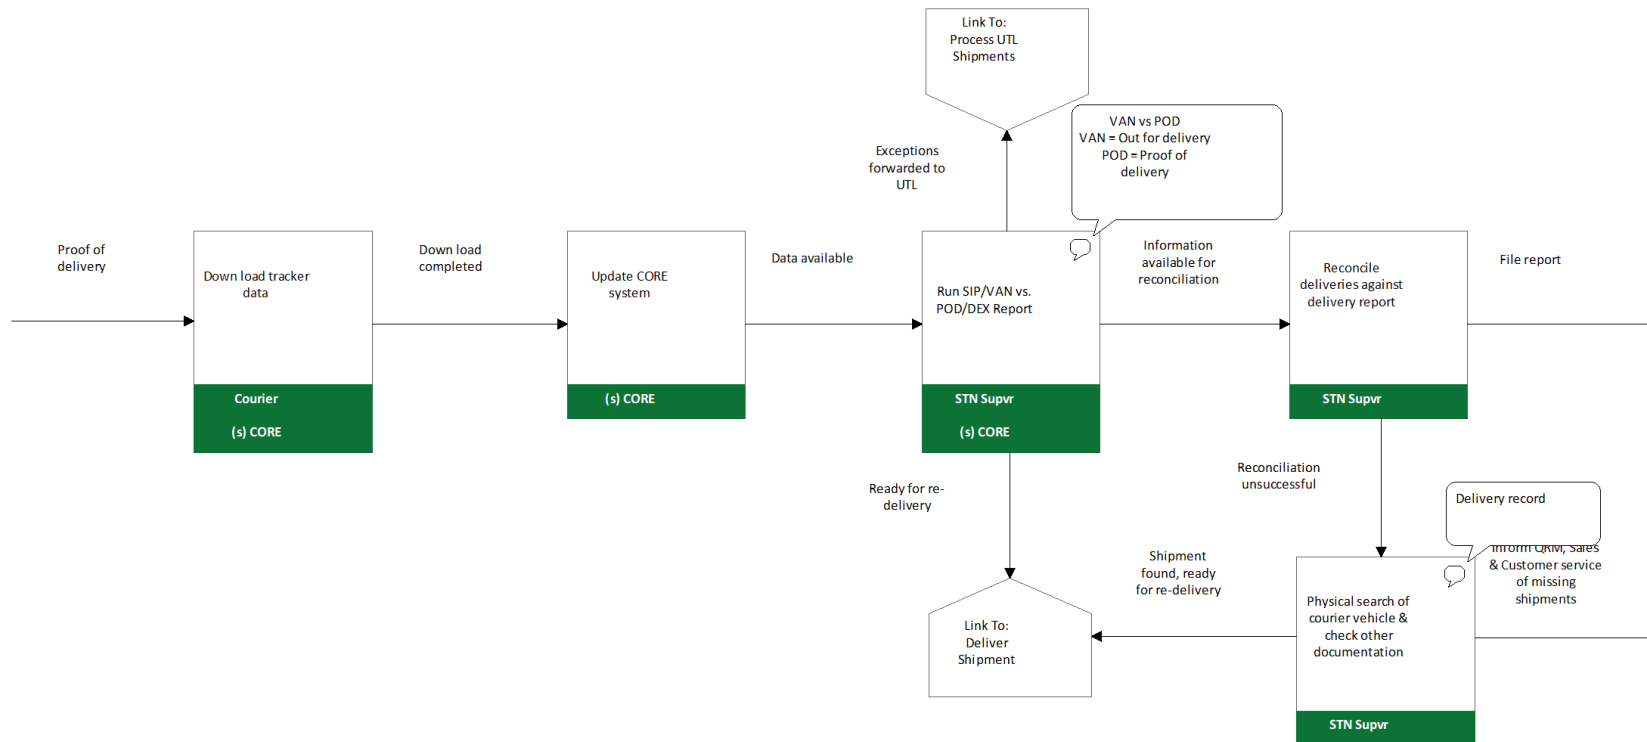 Link To:
Process UTL
Shipments
VAN vs POD
VAN = Out for delivery
POD = Proof of
delivery
Exceptions
forwarded to
UTL
Proof of
delivery
Down load
completed
Data available
Information
available for
reconciliation
File report
Down load tracker
data
Update CORE
system
Run SIP/VAN vs.
POD/DEX Report
Reconcile
deliveries against
delivery report
Courier
(s) CORE
(s) CORE
STN Supvr
(s) CORE
STN Supvr
Ready for re-
delivery
Reconciliation
unsuccessful
Delivery record
Shipment
found, ready
for re-delivery
Inform QRM, Sales
& Customer service
of missing
shipments
Link To:
Deliver
Shipment
Physical search of
courier vehicle &
check other
documentation
STN Supvr